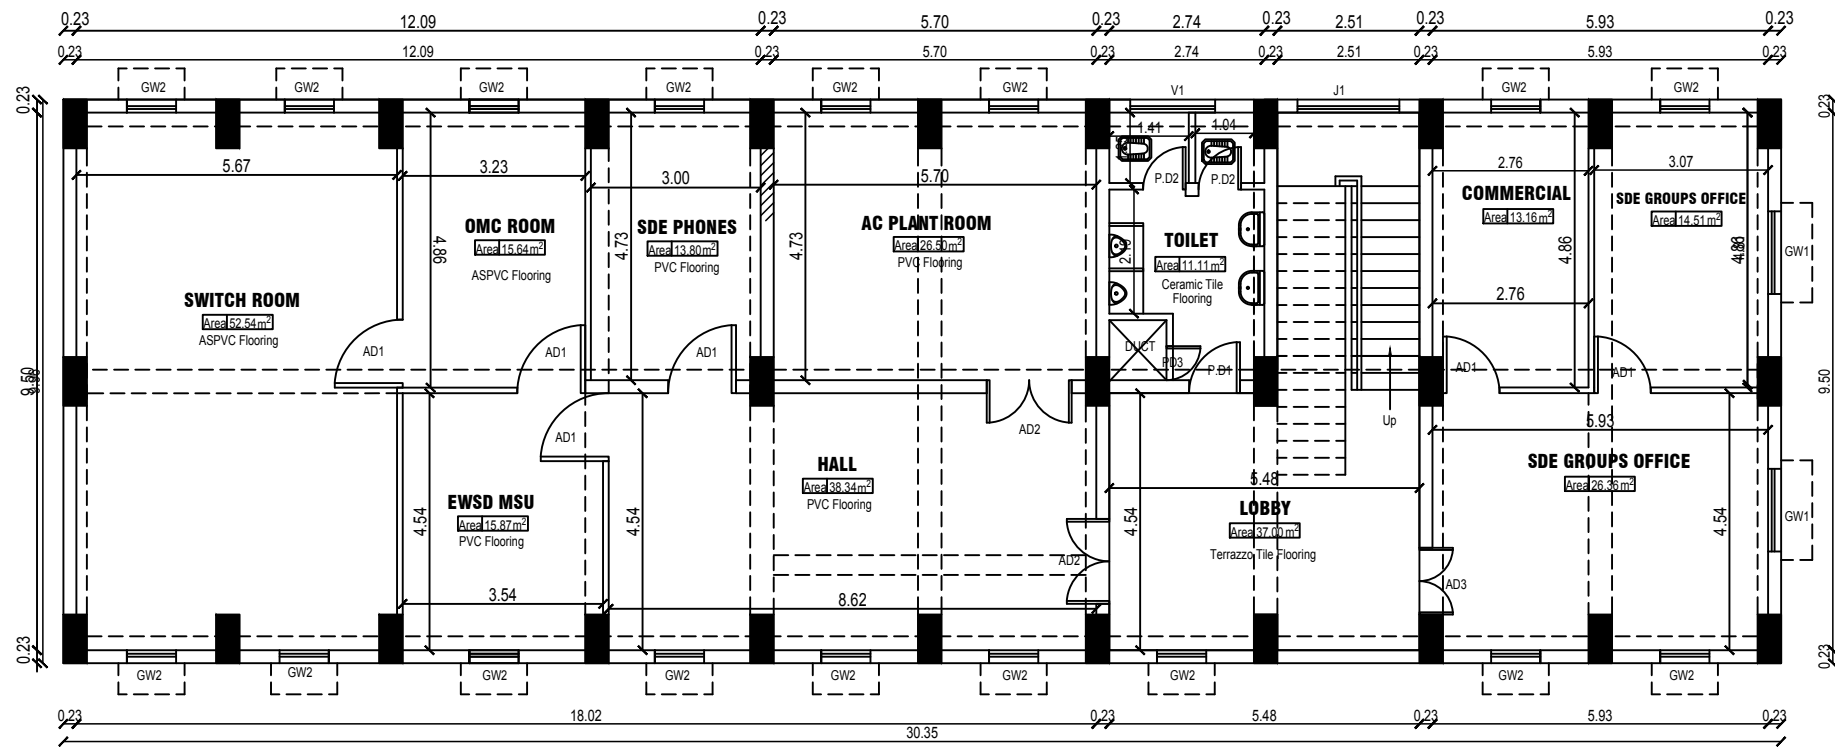 0.23 12.09 0.23 5.70 0.23 2.74 0.23 2.51 0.23 5.93 0.23
0.23 12.09 0.23 5.70 0.23 2.74 0.23 2.51 0.23 5.93 0.23
GW2 GW2 GW2 GW2 GW2 GW2 V1 J1 GW2 GW2
0.23 0.23
1.41 1.04
5.67 3.23 3.00 5.70 P.D2 P.D2 2.76 3.07
COMMERCIAL
Area 13.16m²
SDE GROUPS OFFICE
Area 14.51m²
OMC ROOM
Area 15.64m²
ASPVC Flooring
SDE PHONES
Area 13.80m²
PVC Flooring
AC PLANT ROOM
Area 26.50m²
PVC Flooring
TOILET
Area 11.11m²
Ceramic Tile
Flooring
4.86 4.73 4.73 4.86
GW1
2.76
SWITCH ROOM
Area 52.54m²
ASPVC Flooring
AD1 AD1 AD1 DUCT PD3 P.D1 AD1 AD1
9.50 9.50
Up
AD1 AD2 5.93
HALL
Area 38.34m²
PVC Flooring
SDE GROUPS OFFICE
Area 26.36m²
5.48
EWSD MSU
Area 15.87m²
PVC Flooring
LOBBY
Area 37.00m²
Terrazzo Tile Flooring
4.54 4.54 4.54 4.54
GW1
AD2 AD3
3.54 8.62
0.23 0.23
GW2 GW2 GW2 GW2 GW2 GW2 GW2 GW2 GW2
0.23 18.02 0.23 5.48 0.23 5.93 0.23
30.35